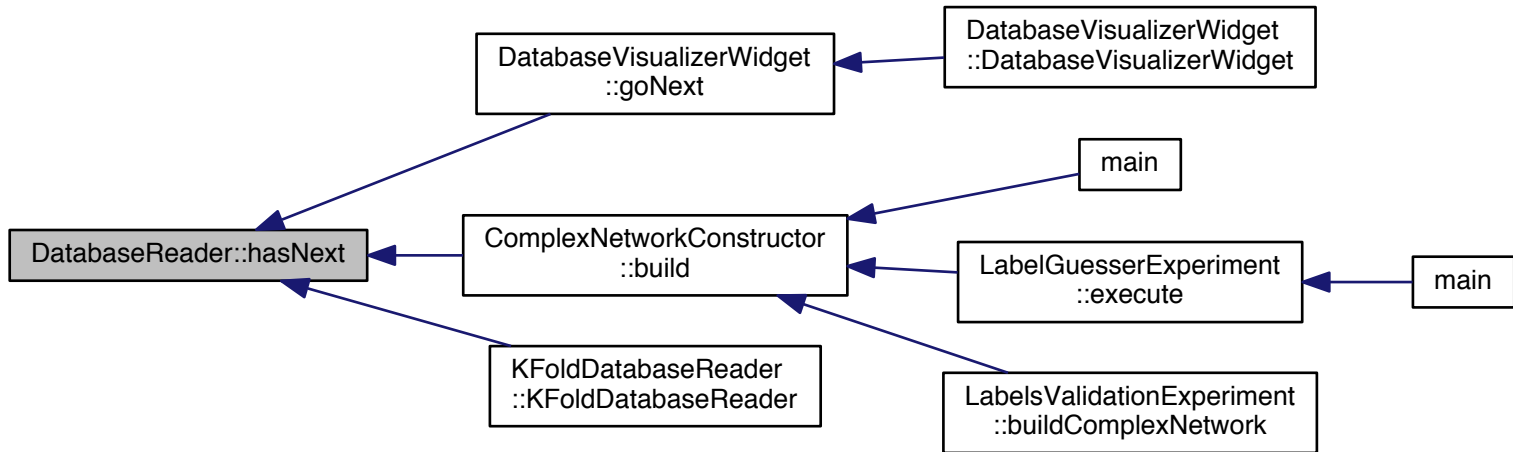 DatabaseVisualizerWidget
::DatabaseVisualizerWidget
DatabaseVisualizerWidget
::goNext
main
DatabaseReader::hasNext
ComplexNetworkConstructor
::build
LabelGuesserExperiment
::execute
main
KFoldDatabaseReader
::KFoldDatabaseReader
LabelsValidationExperiment
::buildComplexNetwork